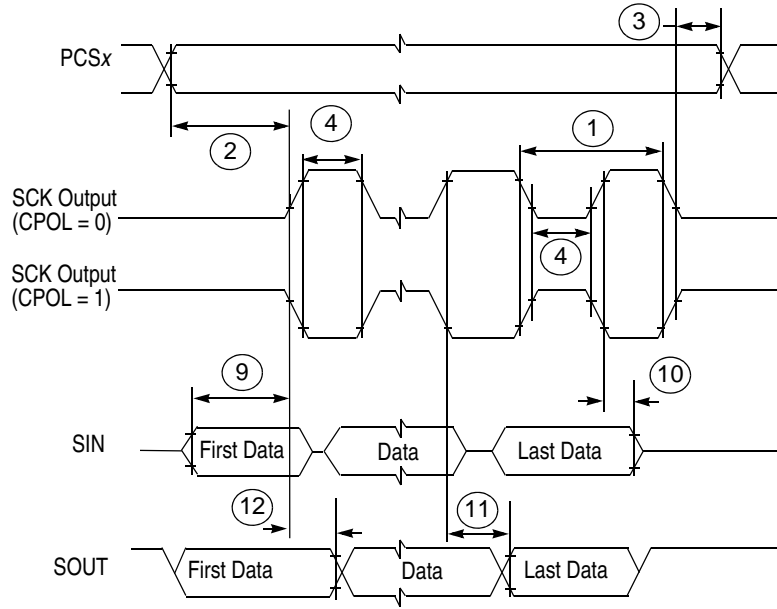 3
PCSx
2
4
1
SCK Output
(CPOL = 0)
4
SCK Output
(CPOL = 1)
9
10
SIN
First Data
Data
Last Data
12
11
SOUT
First Data
Data
Last Data